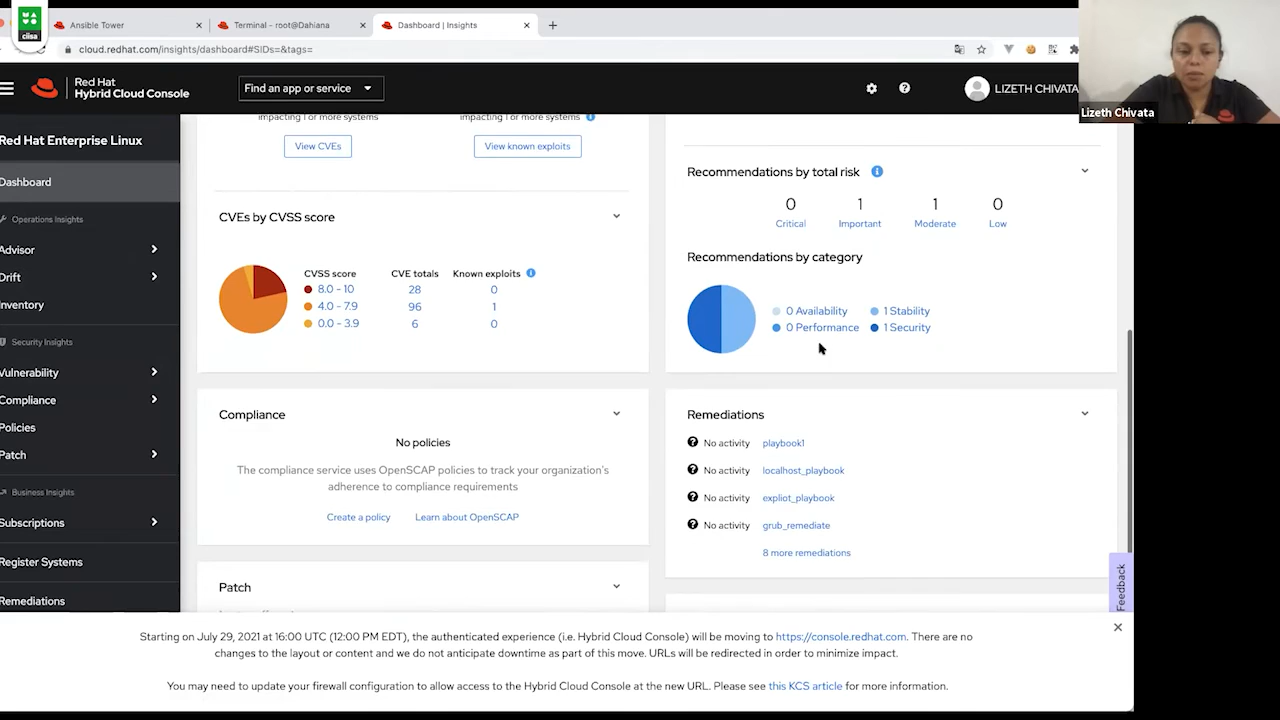 clisa
Ansible Tower
Terminal - root@Dahiana
Dashboard | Insights
cloud.redhat.com/insights/dashboard#SIDs=&tags=
Red Hat
Hybrid Cloud Console
Find an app or service
LIZETH CHIVATA
Lizeth Chivata
Red Hat Enterprise Linux
Dashboard
Operations Insights
Advisor
Drift
Inventory
Security Insights
Vulnerability
Compliance
Policies
Patch
Business Insights
Subscriptions
Register Systems
Remediations
impacting 1 or more systems
impacting 1 or more systems
View CVEs
View known exploits
CVEs by CVSS score
CVSS score CVE totals Known exploits
8.0 - 10 28 0
4.0 - 7.9 96 1
0.0 - 3.9 6 0
Recommendations by total risk
0 1 1 0
Critical Important Moderate Low
Recommendations by category
0 Availability 1 Stability
0 Performance 1 Security
Compliance
No policies
The compliance service uses OpenSCAP policies to track your organization's
adherence to compliance requirements
Create a policy Learn about OpenSCAP
Remediations
No activity playbook1
No activity localhost_playbook
No activity expliot_playbook
No activity grub_remediate
8 more remediations
Patch
Feedback
Starting on July 29, 2021 at 16:00 UTC (12:00 PM EDT), the authenticated experience (i.e. Hybrid Cloud Console) will be moving to https://console.redhat.com. There are
no changes to the layout or content and we do not anticipate downtime as part of this move. URLs will be redirected in order to minimize impact.
You may need to update your firewall configuration to allow access to the Hybrid Cloud Console at the new URL. Please see this KCS article for more information.